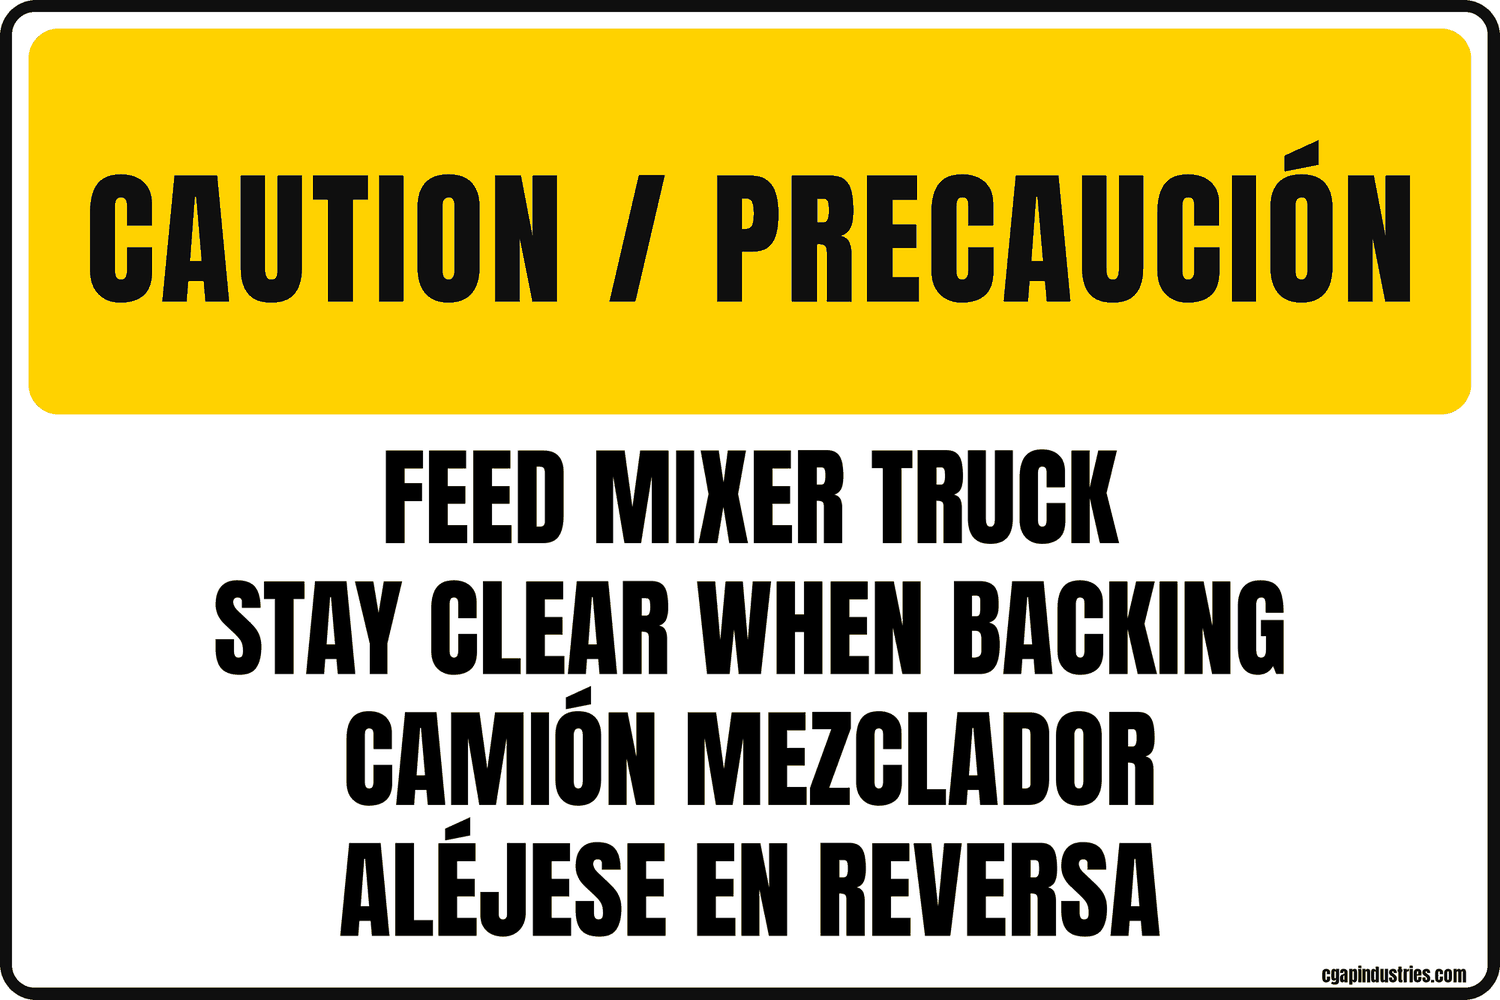 CAUTION / PRECAUCIÓN
FEED MIXER TRUCK
STAY CLEAR WHEN BACKING
CAMIÓN MEZCLADOR
ALÉJESE EN REVERSA
cgapindustries.com